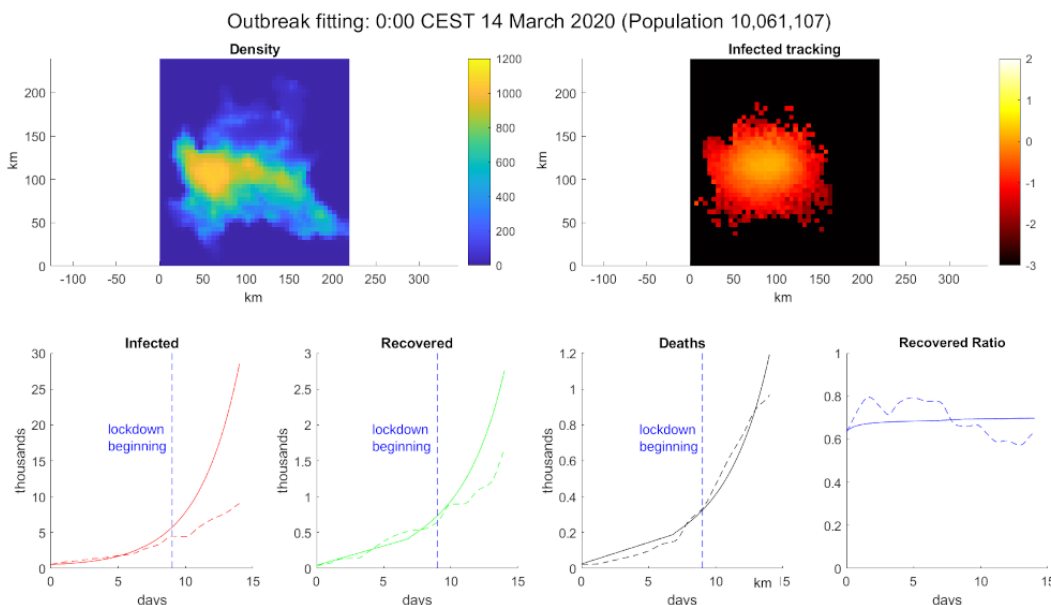 Outbreak fitting: 0:00 CEST 14 March 2020 (Population 10,061,107)
Density
Infected tracking
km
200
150
100
50
0
-100 -50 0 50 100 150 200 250 300
km
1200
1000
800
600
400
200
0
km
200
150
100
50
0
-100 -50 0 50 100 150 200 250 300
km
2
1
0
-1
-2
-3
Infected
thousands
30
25
20
15
10
5
0
lockdown
beginning
0 5 10 15
days
Recovered
thousands
3
2.5
2
1.5
1
0.5
0
lockdown
beginning
0 5 10 15
days
Deaths
thousands
1.2
1
0.8
0.6
0.4
0.2
0
lockdown
beginning
0 5 10 km 15
days
Recovered Ratio
1
0.8
0.6
0.4
0.2
0
0 5 10 15
days